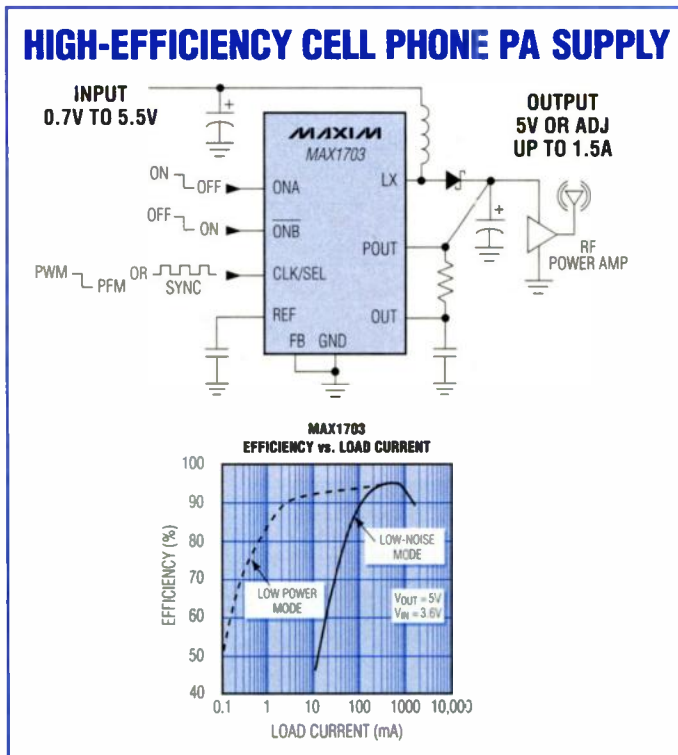 HIGH-EFFICIENCY CELL PHONE PA SUPPLY
INPUT
0.7V TO 5.5V
OUTPUT
5V OR ADJ
UP TO 1.5A
MAXIM
MAX1703
ON
OFF
ONA
LX
OFF
ON
ONB
POUT
RF
POWER AMP
PWM
PFM
OR
SYNC
CLK/SEL
REF
OUT
FB GND
MAX1703
EFFICIENCY vs. LOAD CURRENT
EFFICIENCY (%)
100
90
80
70
60
50
40
LOW-NOISE
MODE
LOW POWER
MODE
VOUT = 5V
VIN = 3.6V
0.1 1 10 100 1000 10,000
LOAD CURRENT (mA)